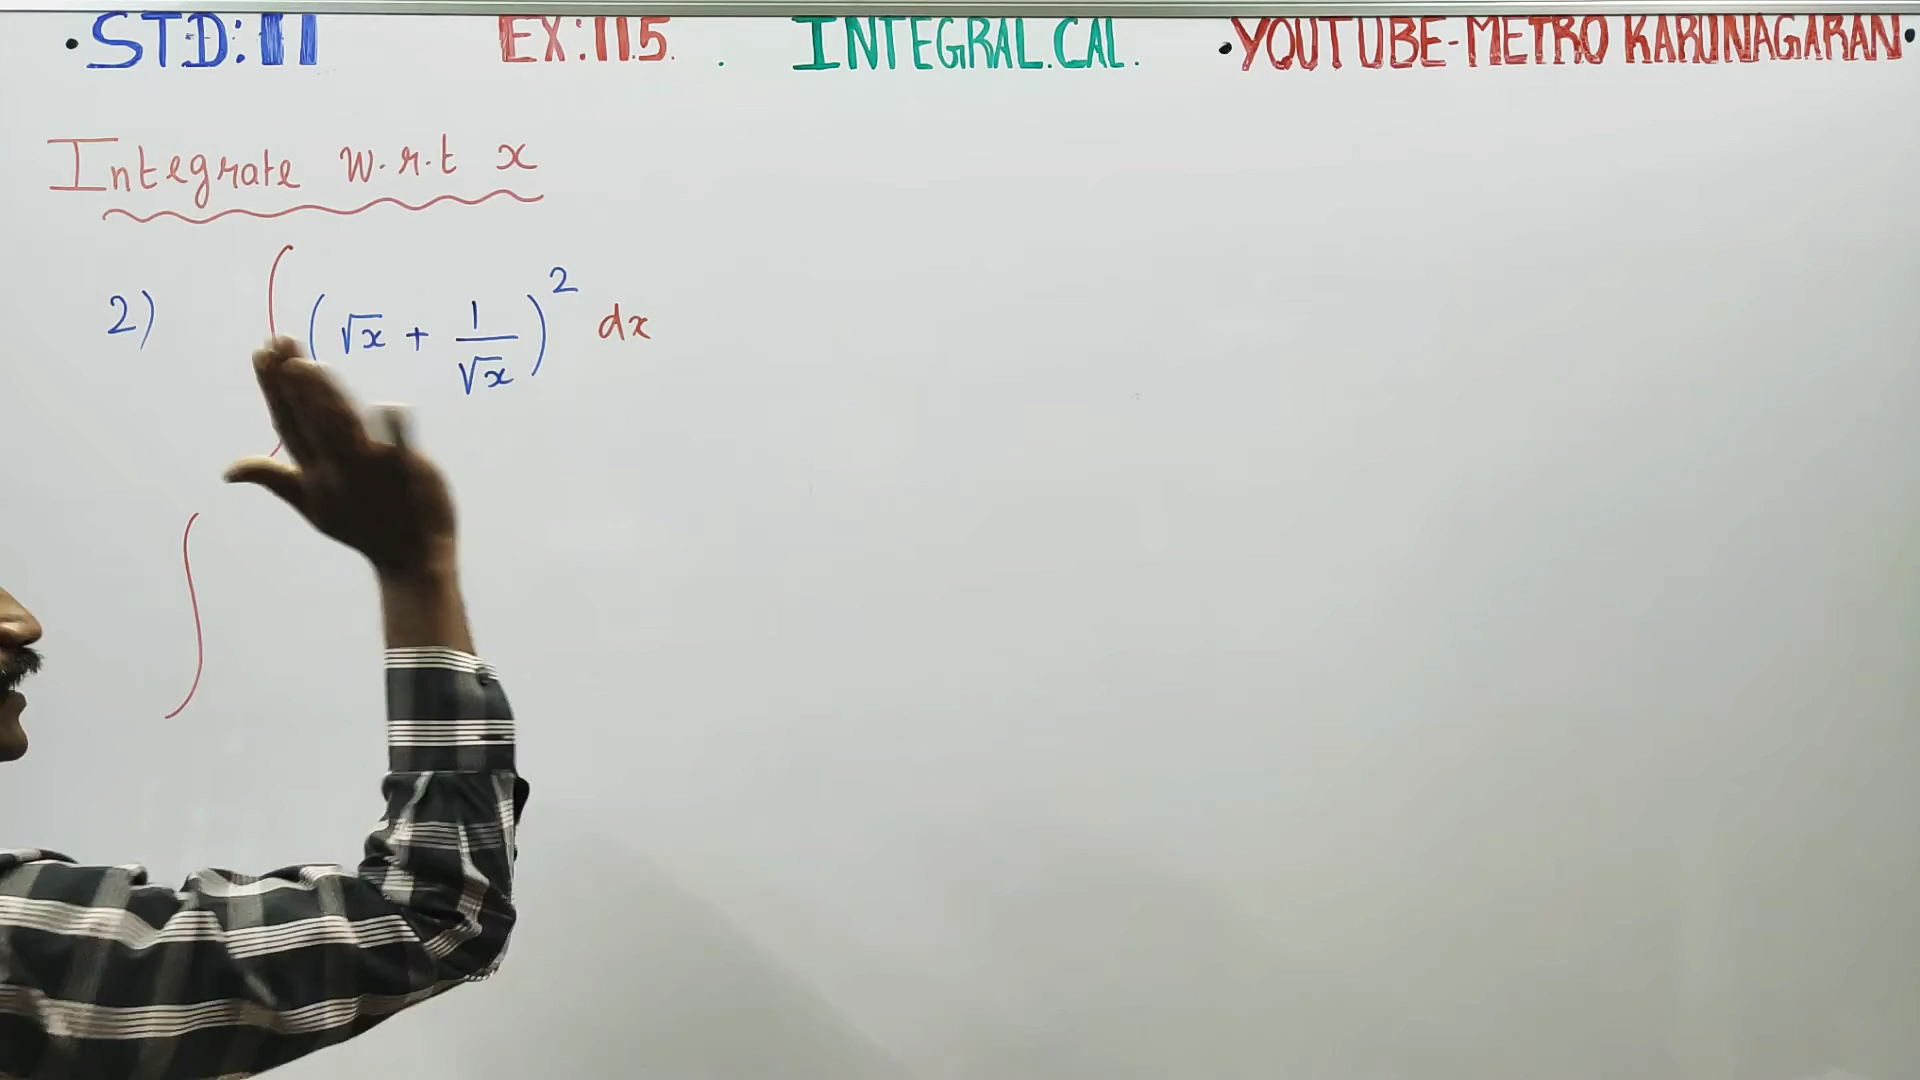 • STD: 11 EX: 11.5. . INTEGRAL.CAL. • YOUTUBE-METRO KARUNAGARAN •
Integrate w.r.t x
2) ∫ (√x + 1/√x)² dx
∫